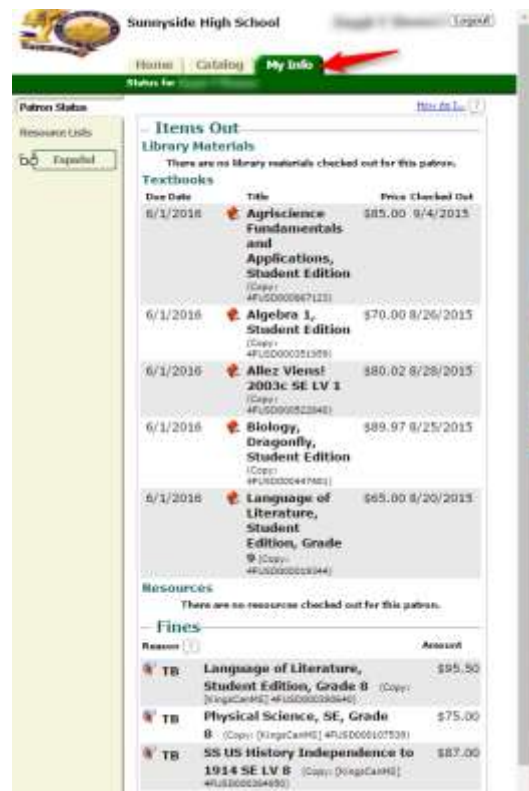 Sunnyside High School
Logout
Home Catalog My Info
Status for
Patron Status
How do I...
Resource Lists
Español
Items Out
Library Materials
There are no library materials checked out for this patron.
Textbooks
Due Date Title Price Checked Out
6/1/2016 Agriscience $85.00 9/4/2015
Fundamentals
and
Applications,
Student Edition
(Copy:
6/1/2016 Algebra 1, $70.00 8/26/2015
Student Edition
(Copy:
6/1/2016 Allez Viens! $80.02 8/28/2015
2003c SE LV 1
(Copy:
6/1/2016 Biology, $89.97 8/25/2015
Dragonfly,
Student Edition
(Copy:
6/1/2016 Language of $65.00 8/20/2015
Literature,
Student
Edition, Grade
9 (Copy:
Resources
There are no resources checked out for this patron.
Fines
Reason Amount
TB Language of Literature, $95.50
Student Edition, Grade 8 (Copy:
TB Physical Science, SE, Grade $75.00
8 (Copy:
TB SS US History Independence to $87.00
1914 SE LV 8 (Copy: